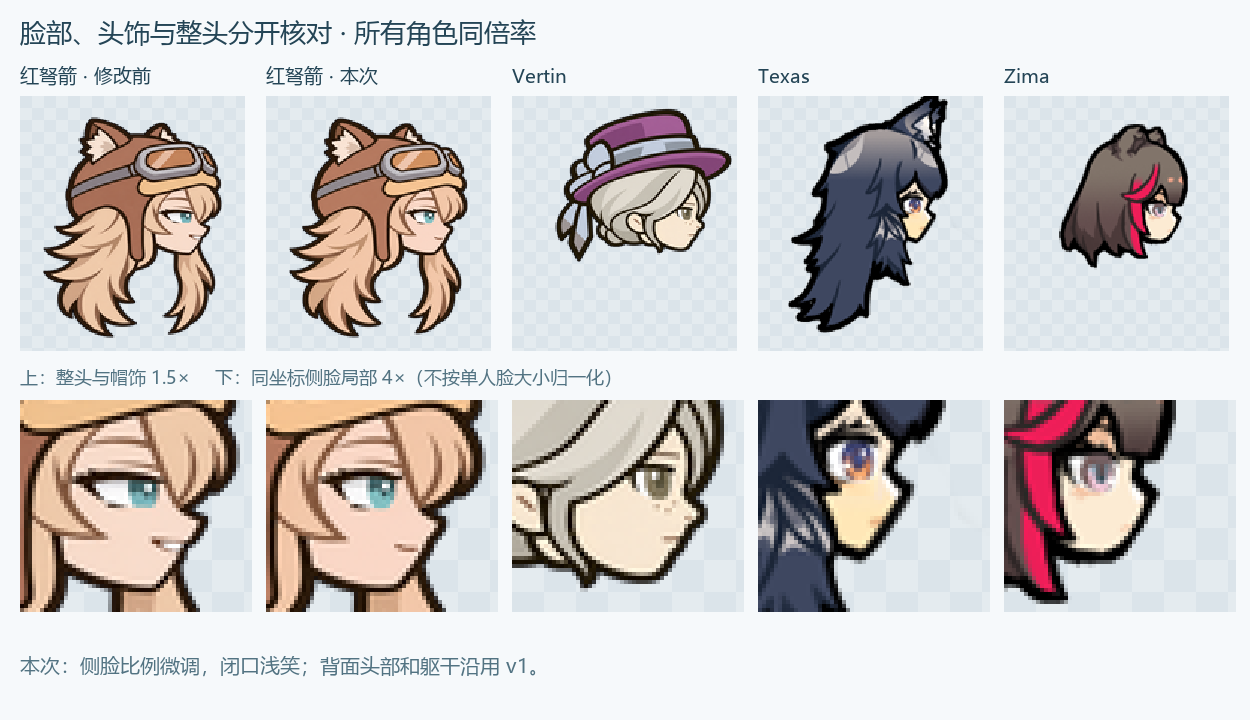 脸部、头饰与整头分开核对 · 所有角色同倍率
红弩箭 · 修改前
红弩箭 · 本次
Vertin
Texas
Zima
上：整头与帽饰 1.5×  下：同坐标侧脸局部 4×（不按单人脸大小归一化）
本次：侧脸比例微调，闭口浅笑；背面头部和躯干沿用 v1。